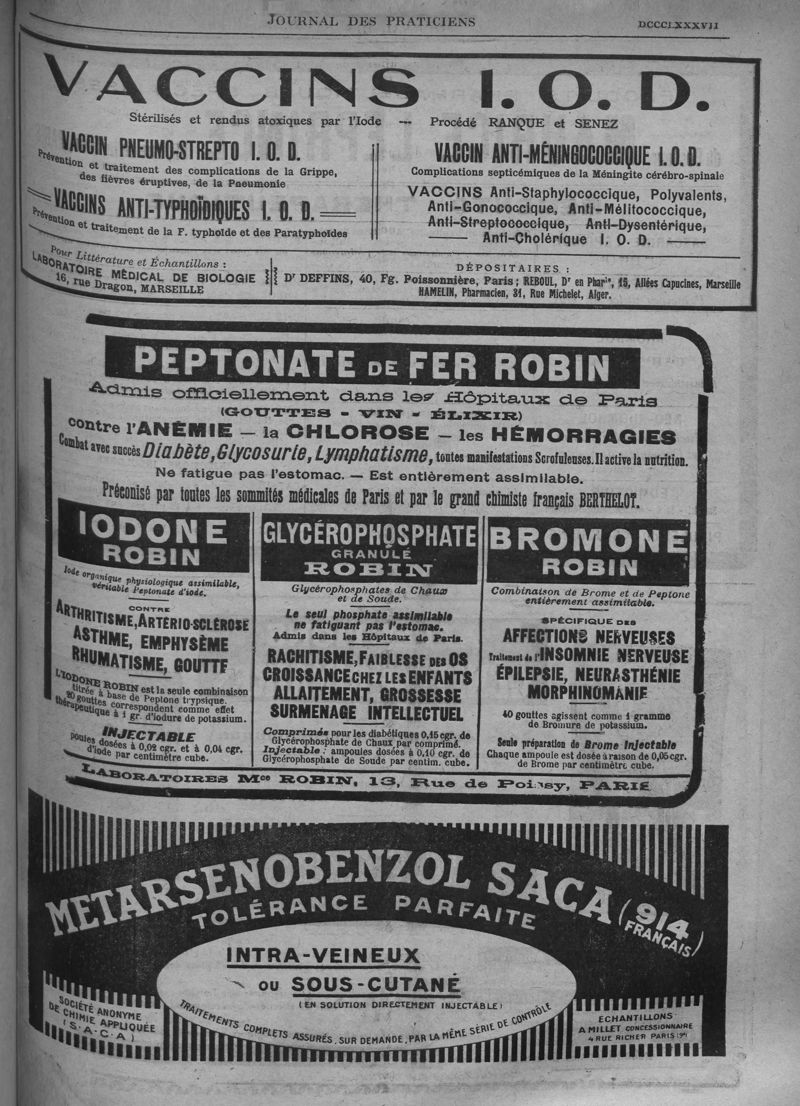 JOURNAL DES PRATICIENS
VACCINS I. O. D.
Stérilisés et rendus atoxiques par l'Iode — Procédé RANQUE et SENEZ
VACCIN PNEUMO-STREPTO I. O. D.
Prévention et traitement des complications de la Grippe,
des fièvres éruptives, de la Pneumonie
VACCINS ANTI-TYPHOÏDIQUES I. O. D.
Prévention et traitement de la F. typhoïde et des Paratyphoïdes
VACCIN ANTI-MÉNINGOCOCCIQUE I. O. D.
Complications septicémiques de la Méningite cérébro-spinale
VACCINS Anti-Staphylococcique, Polyvalents,
Anti-Gonococcique, Anti-Mélitococcique,
Anti-Streptococcique, Anti-Dysentérique,
Anti-Cholérique I. O. D.
Pour Littérature et Échantillons :
LABORATOIRE MÉDICAL DE BIOLOGIE
16, rue Dragon, MARSEILLE
DÉPOSITAIRES :
Dr DEFFINS, 40, Fg. Poissonnière, Paris ; REBOUL, Dr en Phar, 15, Allées Capucines, Marseille
HAMELIN, Pharmacien, 31, Rue Michelet, Alger.
PEPTONATE DE FER ROBIN
Admis officiellement dans les Hôpitaux de Paris
(GOUTTES - VIN - ÉLIXIR)
contre l'ANÉMIE — la CHLOROSE — les HÉMORRAGIES
Combat avec succès Diabète, Glycosurie, Lymphatisme, toutes manifestations Scrofuleuses. Il active la nutrition.
Ne fatigue pas l'estomac. — Est entièrement assimilable.
Préconisé par toutes les sommités médicales de Paris et par le grand chimiste français BERTHELOT.
IODONE
ROBIN
Iode organique physiologique assimilable,
véritable Peptonate d'iode.
CONTRE
ARTHRITISME, ARTÉRIO-SCLÉROSE
ASTHME, EMPHYSÈME
RHUMATISME, GOUTTE
L'IODONE ROBIN est la seule combinaison
titrée à base de Peptone trypsique.
20 gouttes correspondent comme effet
thérapeutique à 1 gr. d'iodure de potassium.
INJECTABLE
poules dosées à 0,02 cgr. et à 0,04 cgr.
d'iode par centimètre cube.
GLYCÉROPHOSPHATE
GRANULÉ
ROBIN
Glycérophosphates de Chaux
et de Soude.
Le seul phosphate assimilable
ne fatiguant pas l'estomac.
Admis dans les Hôpitaux de Paris.
RACHITISME, FAIBLESSE DES OS
CROISSANCE CHEZ LES ENFANTS
ALLAITEMENT, GROSSESSE
SURMENAGE INTELLECTUEL
Comprimés pour les diabétiques 0,15 cgr. de
Glycérophosphate de Chaux par comprimé.
Injectable : ampoules dosées à 0,10 cgr. de
Glycérophosphate de Soude par centim. cube.
BROMONE
ROBIN
Combinaison de Brome et de Peptone
entièrement assimilable.
SPÉCIFIQUE DES
AFFECTIONS NERVEUSES
Traitement de l'INSOMNIE NERVEUSE
ÉPILEPSIE, NEURASTHÉNIE
MORPHINOMANIE
40 gouttes agissent comme 1 gramme
de Bromure de potassium.
Seule préparation de Brome Injectable
Chaque ampoule est dosée à raison de 0,05 cgr.
de Brome par centimètre cube.
LABORATOIRES Mce ROBIN, 13, Rue de Poissy, PARIS
METARSENOBENZOL SACA (914 FRANÇAIS)
TOLÉRANCE PARFAITE
INTRA-VEINEUX
OU SOUS-CUTANÉ
(EN SOLUTION DIRECTEMENT INJECTABLE)
TRAITEMENTS COMPLETS ASSURÉS, SUR DEMANDE, PAR LA MÊME SÉRIE DE CONTRÔLE
SOCIÉTÉ ANONYME
DE CHIMIE APPLIQUÉE
(S.A.C.A)
ECHANTILLONS
A MILLET CONCESSIONNAIRE
4 RUE RICHER PARIS (9e)